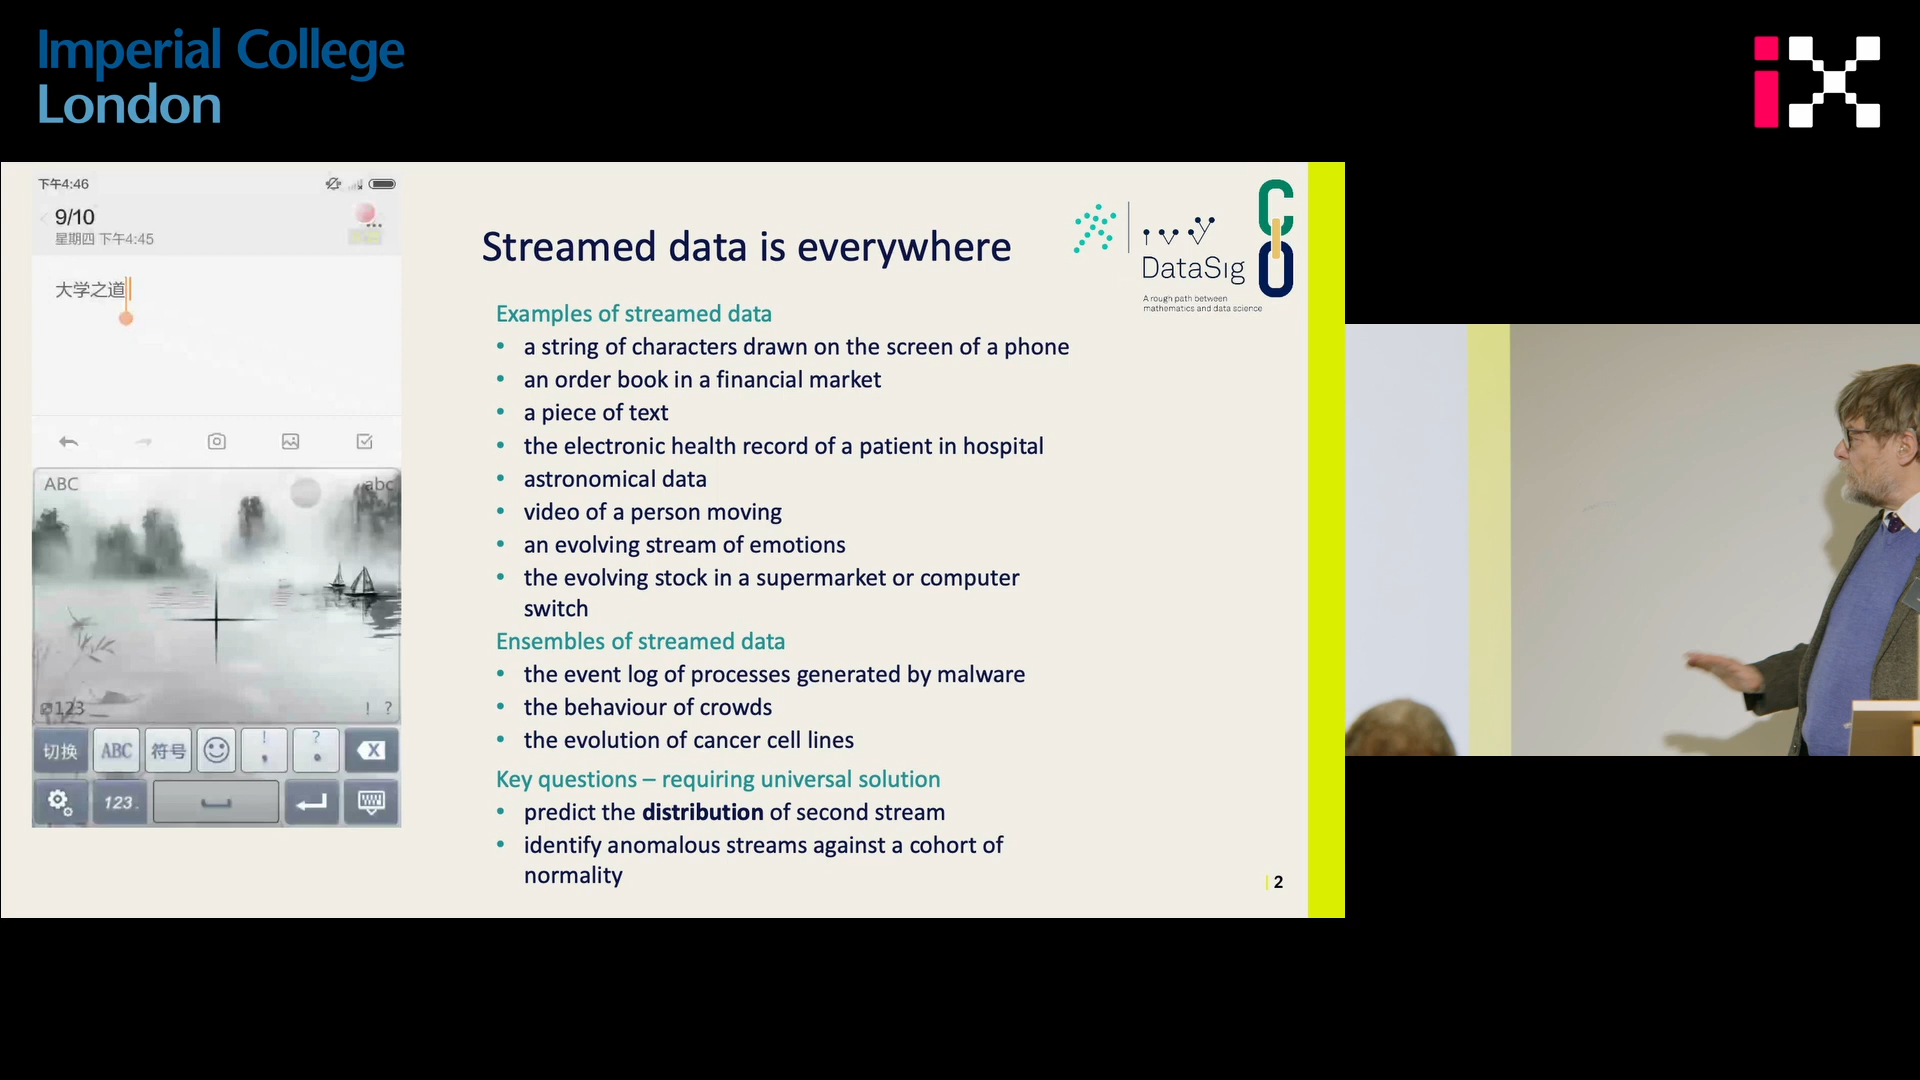 Imperial College
London
iX
下午4:46
9/10
星期四 下午4:45
大学之道
ABC
abc
123
! ?
切换
ABC
符号
!
,
?
123
Streamed data is everywhere
DataSig
A rough path between
mathematics and data science
Examples of streamed data
• a string of characters drawn on the screen of a phone
• an order book in a financial market
• a piece of text
• the electronic health record of a patient in hospital
• astronomical data
• video of a person moving
• an evolving stream of emotions
• the evolving stock in a supermarket or computer
switch
Ensembles of streamed data
• the event log of processes generated by malware
• the behaviour of crowds
• the evolution of cancer cell lines
Key questions – requiring universal solution
• predict the distribution of second stream
• identify anomalous streams against a cohort of
normality
2